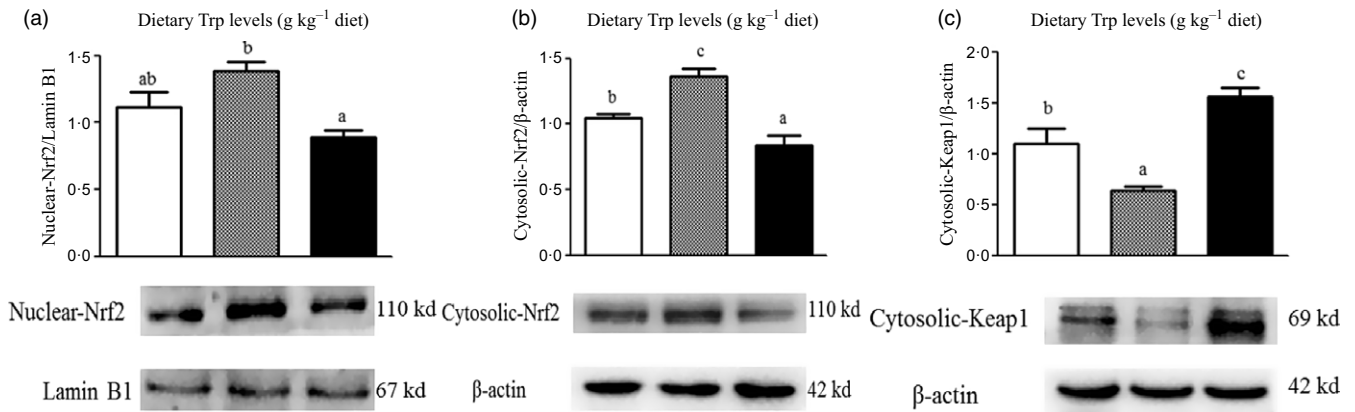 (a)
Dietary Trp levels (g kg⁻¹ diet)
Nuclear-Nrf2/Lamin B1
1·5
1·0
0·5
0·0
ab
b
a
Nuclear-Nrf2
110 kd
Lamin B1
67 kd
(b)
Dietary Trp levels (g kg⁻¹ diet)
Cytosolic-Nrf2/β-actin
1·5
1·0
0·5
0·0
b
c
a
Cytosolic-Nrf2
110 kd
β-actin
42 kd
(c)
Dietary Trp levels (g kg⁻¹ diet)
Cytosolic-Keap1/β-actin
2·0
1·5
1·0
0·5
0·0
b
a
c
Cytosolic-Keap1
69 kd
β-actin
42 kd